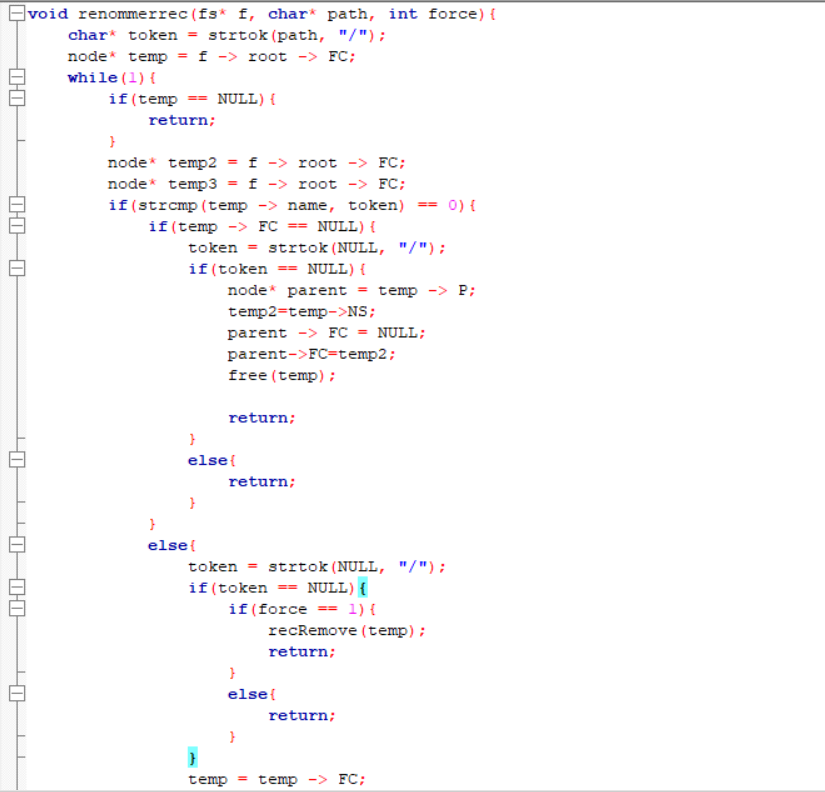 void renommerrec(fs* f, char* path, int force){
    char* token = strtok(path, "/");
    node* temp = f -> root -> FC;
    while(1){
        if(temp == NULL){
            return;
        }
        node* temp2 = f -> root -> FC;
        node* temp3 = f -> root -> FC;
        if(strcmp(temp -> name, token) == 0){
            if(temp -> FC == NULL){
                token = strtok(NULL, "/");
                if(token == NULL){
                    node* parent = temp -> P;
                    temp2=temp->NS;
                    parent -> FC = NULL;
                    parent->FC=temp2;
                    free(temp);

                    return;
                }
                else{
                    return;
                }
            }
            else{
                token = strtok(NULL, "/");
                if(token == NULL){
                    if(force == 1){
                        recRemove(temp);
                        return;
                    }
                    else{
                        return;
                    }
                }
                temp = temp -> FC;